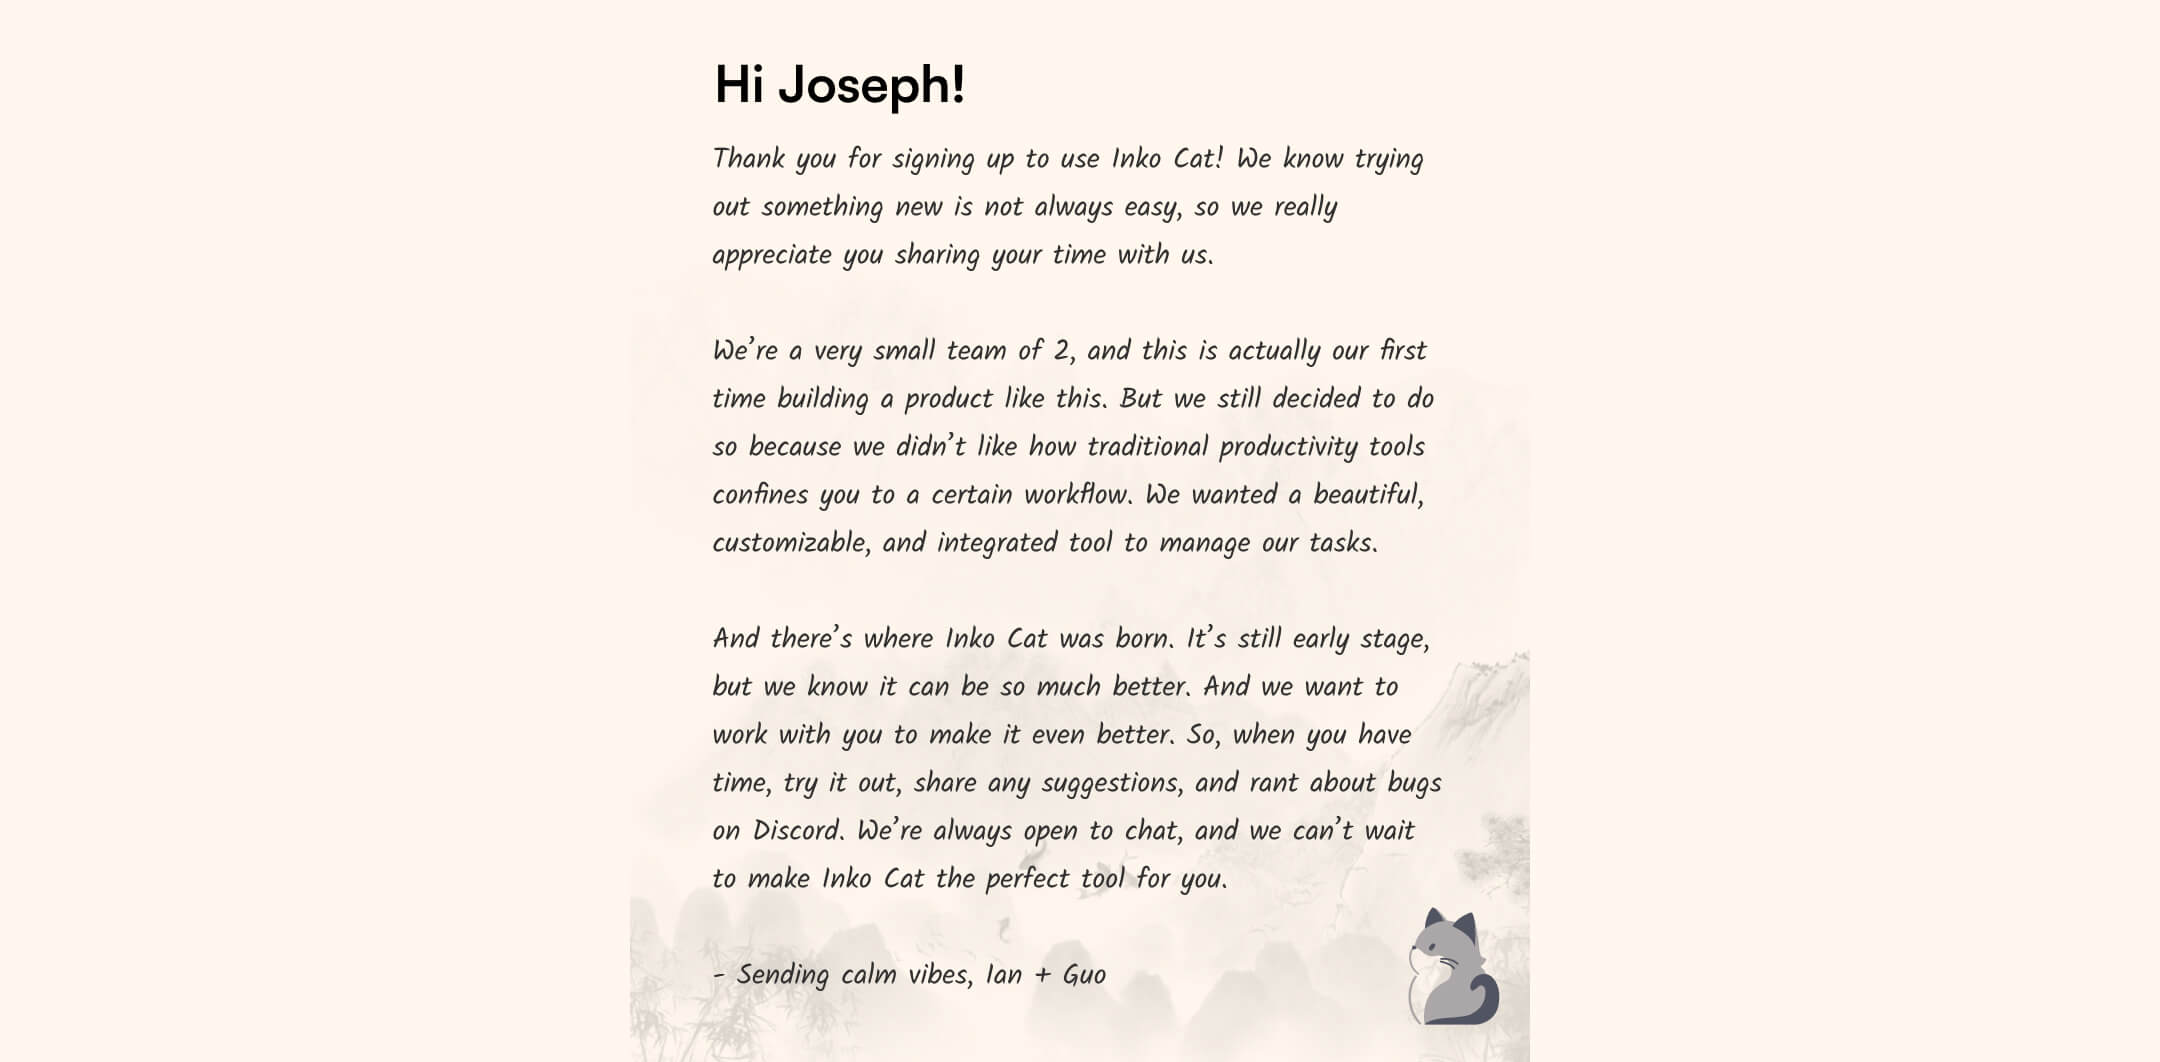 Hi Joseph!
Thank you for signing up to use Inko Cat! We know trying
out something new is not always easy, so we really
appreciate you sharing your time with us.
We’re a very small team of 2, and this is actually our first
time building a product like this. But we still decided to do
so because we didn’t like how traditional productivity tools
confines you to a certain workflow. We wanted a beautiful,
customizable, and integrated tool to manage our tasks.
And there’s where Inko Cat was born. It’s still early stage,
but we know it can be so much better. And we want to
work with you to make it even better. So, when you have
time, try it out, share any suggestions, and rant about bugs
on Discord. We’re always open to chat, and we can’t wait
to make Inko Cat the perfect tool for you.
- Sending calm vibes, Ian + Guo